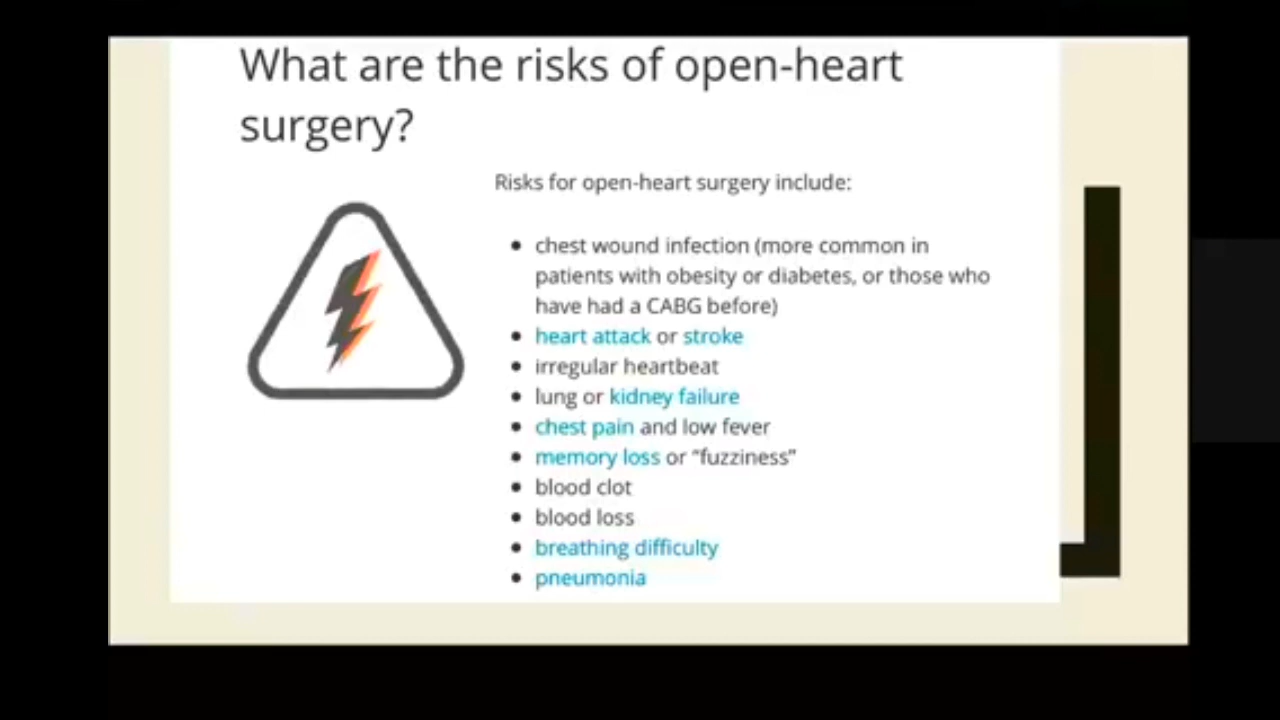 What are the risks of open-heart
surgery?
Risks for open-heart surgery include:
• chest wound infection (more common in
patients with obesity or diabetes, or those who
have had a CABG before)
• heart attack or stroke
• irregular heartbeat
• lung or kidney failure
• chest pain and low fever
• memory loss or “fuzziness”
• blood clot
• blood loss
• breathing difficulty
• pneumonia